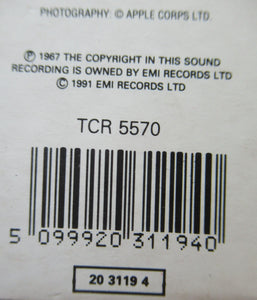 PHOTOGRAPHY: © APPLE CORPS LTD.
℗ 1967 THE COPYRIGHT IN THIS SOUND
RECORDING IS OWNED BY EMI RECORDS LTD
© 1991 EMI RECORDS LTD
TCR 5570
5 099920 311940
20 3119 4